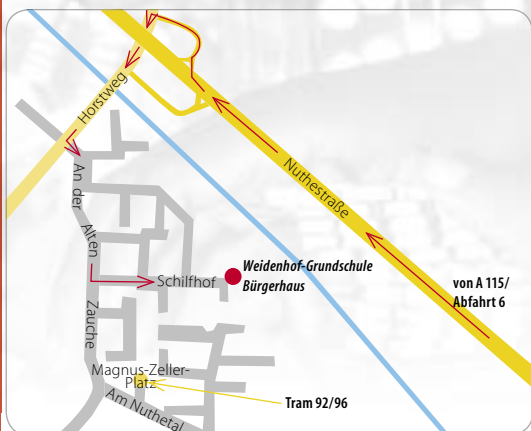 Horstweg
Nuthestraße
An der Alten Zauche
Weidenhof-Grundschule
Bürgerhaus
Schilfhof
von A 115/
Abfahrt 6
Magnus-Zeller-
Platz
Am Nuthetal
Tram 92/96